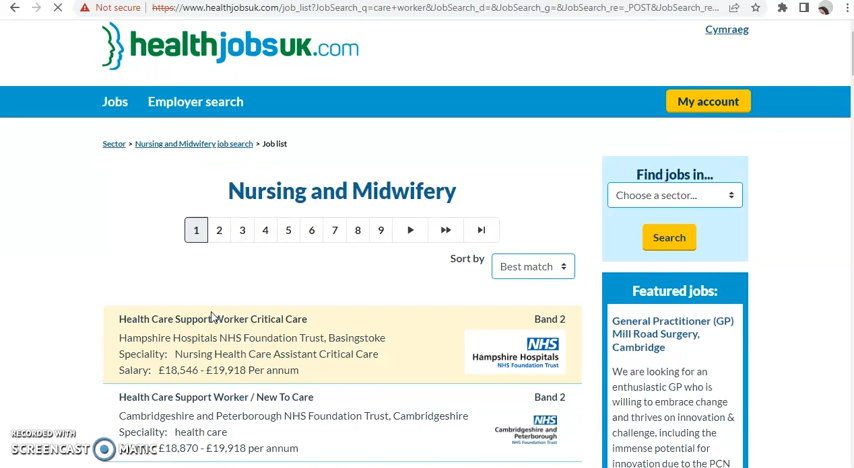 Not secure https://www.healthjobsuk.com/job_list?JobSearch_q=care+worker&JobSearch_d=&JobSearch_g=&JobSearch_re=_POST&JobSearch_re...
healthjobsUK.com
Cymraeg
Jobs Employer search My account
Sector > Nursing and Midwifery job search > Job list
Nursing and Midwifery
1 2 3 4 5 6 7 8 9
Sort by Best match
Health Care Support Worker Critical Care Band 2
Hampshire Hospitals NHS Foundation Trust, Basingstoke
Speciality: Nursing Health Care Assistant Critical Care
Salary: £18,546 - £19,918 Per annum
NHS
Hampshire Hospitals
NHS Foundation Trust
Health Care Support Worker / New To Care Band 2
Cambridgeshire and Peterborough NHS Foundation Trust, Cambridgeshire
Speciality: health care
£18,870 - £19,918 Per annum
NHS
Cambridgeshire and
Peterborough
NHS Foundation Trust
Find jobs in...
Choose a sector...
Search
Featured jobs:
General Practitioner (GP)
Mill Road Surgery,
Cambridge
We are looking for an
enthusiastic GP who is
willing to embrace change
and thrives on innovation &
challenge, including the
immense potential for
innovation due to the PCN
RECORDED WITH
SCREENCAST MATIC